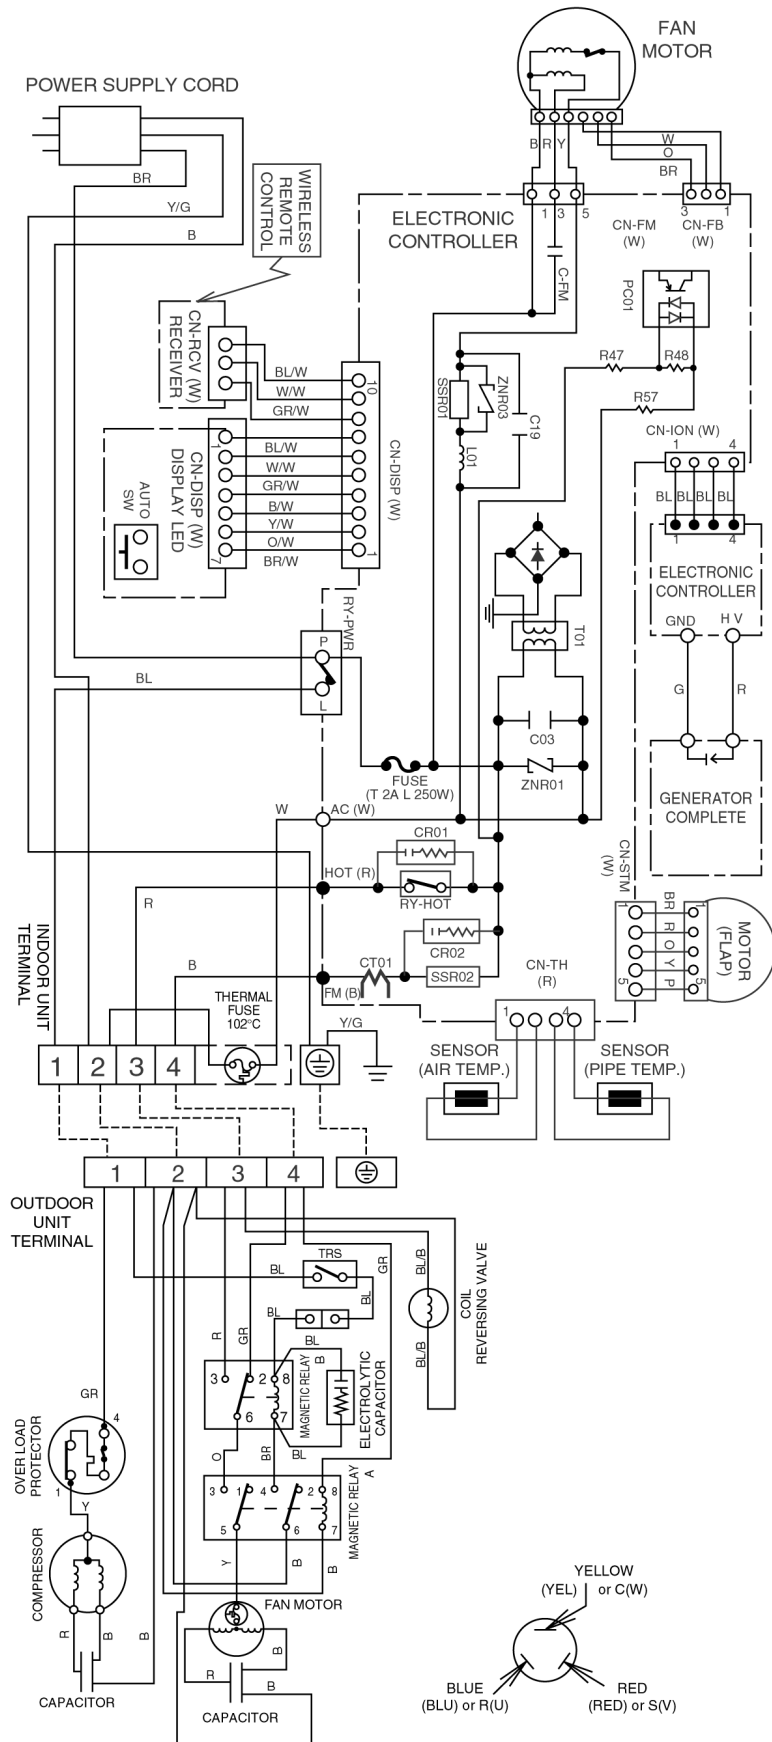 FAN
MOTOR
POWER SUPPLY CORD
B R Y
W
O
BR
BR
Y/G
B
WIRELESS
REMOTE
CONTROL
ELECTRONIC
CONTROLLER
1 3 5
CN-FM
(W)
3 1
CN-FB
(W)
C-FM
PC01
CN-RCV (W)
RECEIVER
BL/W
W/W
GR/W
10
R47
R48
R57
SSR01
ZNR03
C19
L01
CN-ION (W)
1 4
BL BL BL BL
1 4
AUTO
SW
CN-DISP (W)
DISPLAY LED
1
7
BL/W
W/W
GR/W
B/W
Y/W
O/W
BR/W
CN-DISP (W)
1
ELECTRONIC
CONTROLLER
GND
H V
G
R
GENERATOR
COMPLETE
RY-PWR
P
L
BL
T01
C03
ZNR01
FUSE
(T 2A L 250W)
W
AC (W)
CR01
HOT (R)
RY-HOT
R
CR02
CT01
SSR02
B
FM (B)
CN-STM
(W)
1
5
BR
R
O
Y
P
1
5
MOTOR
(FLAP)
CN-TH
(R)
1 4
INDOOR UNIT
TERMINAL
THERMAL
FUSE
102°C
Y/G
SENSOR
(AIR TEMP.)
SENSOR
(PIPE TEMP.)
1 2 3 4
1 2 3 4
OUTDOOR
UNIT
TERMINAL
TRS
BL
BL
BL
BL
GR
BL/B
BL/B
COIL
REVERSING VALVE
R
GR
3 2 8
6 7
MAGNETIC RELAY
B
ELECTROLYTIC
CAPACITOR
BL
O
BR
GR
4
OVER LOAD
PROTECTOR
1
Y
3 1 4 2 8
5 6 7
MAGNETIC RELAY
A
Y
B
B
COMPRESSOR
R
B
B
CAPACITOR
FAN MOTOR
R
B
B
CAPACITOR
YELLOW
(YEL) or C(W)
BLUE
(BLU) or R(U)
RED
(RED) or S(V)